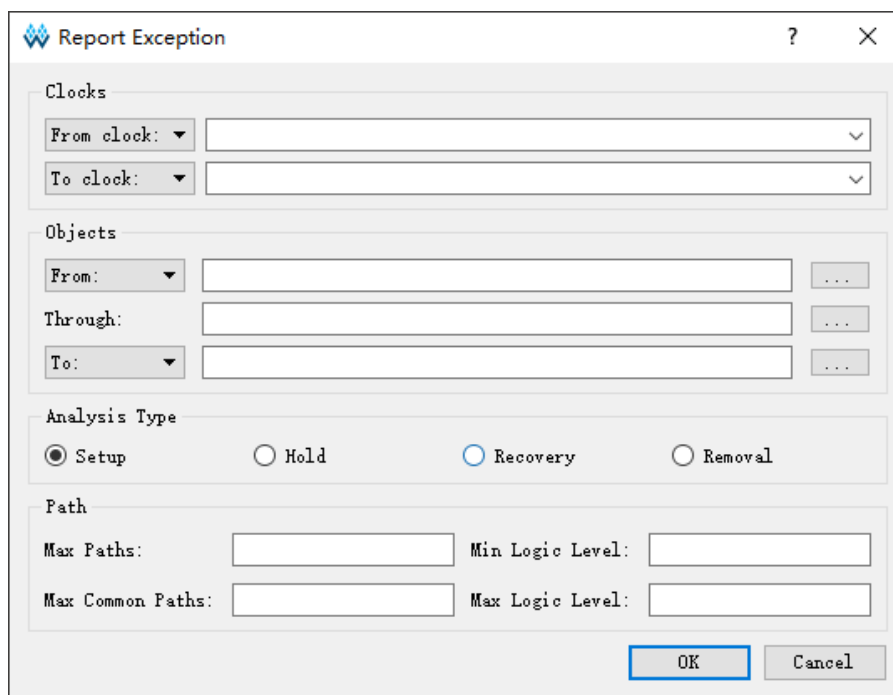 Report Exception ?
Clocks
From clock:
To clock:
Objects
From: ...
Through: ...
To: ...
Analysis Type
Setup Hold Recovery Removal
Path
Max Paths: Min Logic Level:
Max Common Paths: Max Logic Level:
OK Cancel